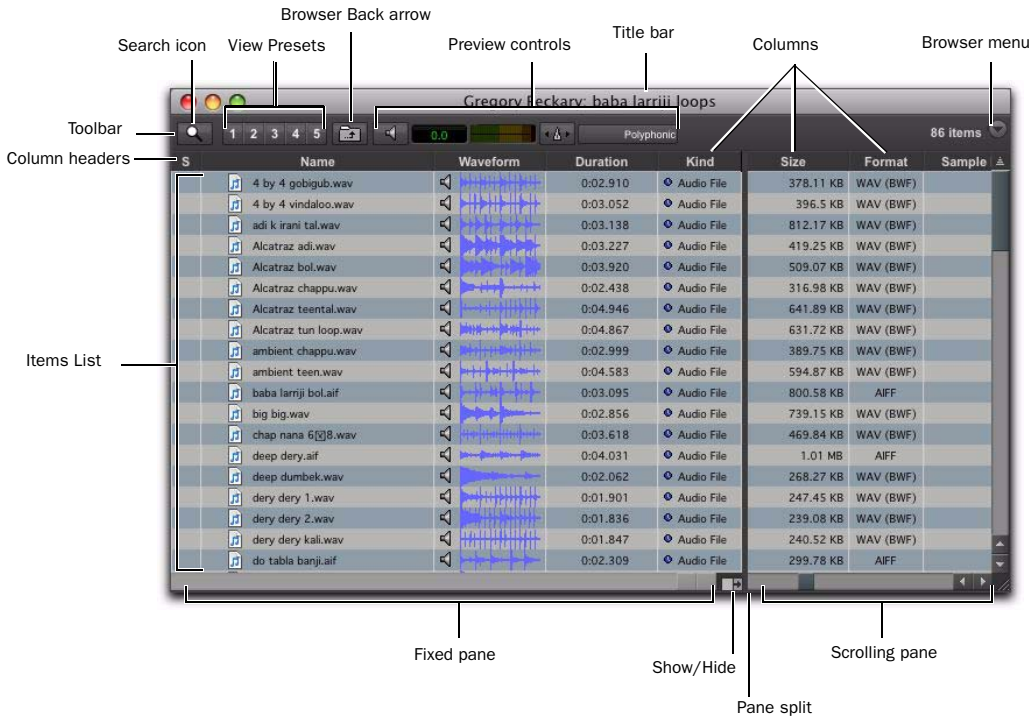 Browser Back arrow
Search icon
View Presets
Preview controls
Title bar
Columns
Browser menu
Gregory Peckary: baba larriji loops
Toolbar
1 2 3 4 5
0.0
Polyphonic
86 items
Column headers
S Name Waveform Duration Kind Size Format Sample
4 by 4 gobigub.wav 0:02.910 Audio File 378.11 KB WAV (BWF)
4 by 4 vindaloo.wav 0:03.052 Audio File 396.5 KB WAV (BWF)
adi k irani tal.wav 0:03.138 Audio File 812.17 KB WAV (BWF)
Alcatraz adi.wav 0:03.227 Audio File 419.25 KB WAV (BWF)
Alcatraz bol.wav 0:03.920 Audio File 509.07 KB WAV (BWF)
Alcatraz chappu.wav 0:02.438 Audio File 316.98 KB WAV (BWF)
Alcatraz teental.wav 0:04.946 Audio File 641.89 KB WAV (BWF)
Alcatraz tun loop.wav 0:04.867 Audio File 631.72 KB WAV (BWF)
ambient chappu.wav 0:02.999 Audio File 389.75 KB WAV (BWF)
Items List
ambient teen.wav 0:04.583 Audio File 594.87 KB WAV (BWF)
baba larriji bol.aif 0:03.095 Audio File 800.58 KB AIFF
big big.wav 0:02.856 Audio File 739.15 KB WAV (BWF)
chap nana 6⍰8.wav 0:03.618 Audio File 469.84 KB WAV (BWF)
deep dery.aif 0:04.031 Audio File 1.01 MB AIFF
deep dumbek.wav 0:02.062 Audio File 268.27 KB WAV (BWF)
dery dery 1.wav 0:01.901 Audio File 247.45 KB WAV (BWF)
dery dery 2.wav 0:01.836 Audio File 239.08 KB WAV (BWF)
dery dery kali.wav 0:01.847 Audio File 240.52 KB WAV (BWF)
do tabla banji.aif 0:02.309 Audio File 299.78 KB AIFF
Fixed pane
Show/Hide
Scrolling pane
Pane split